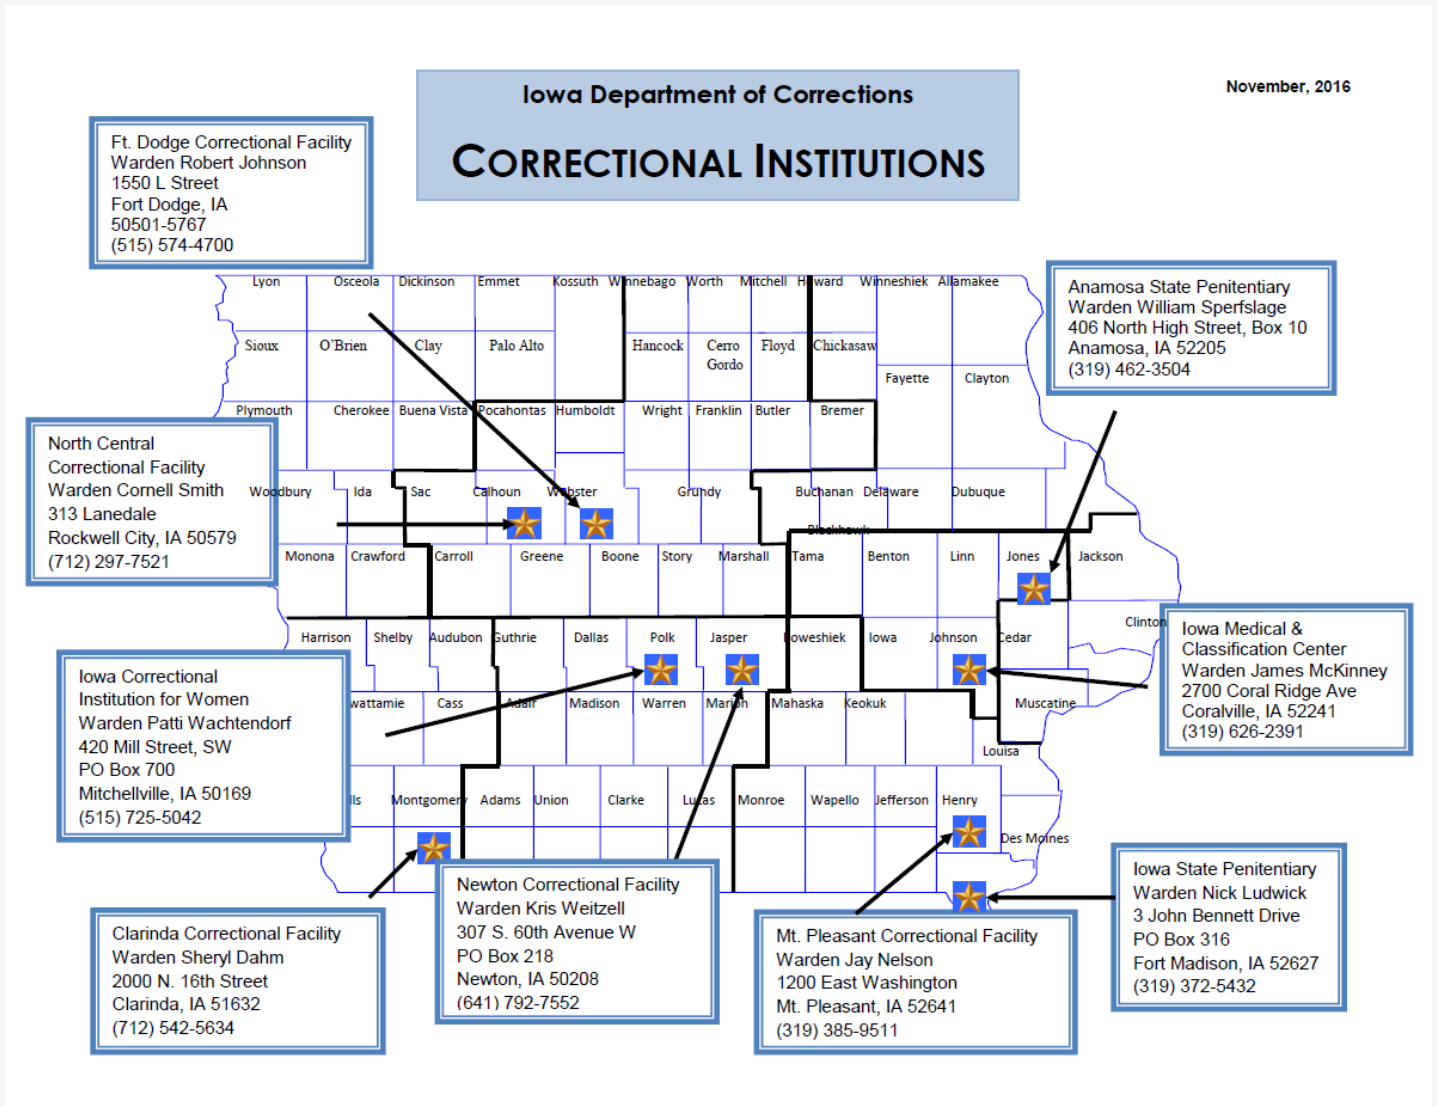 Iowa Department of Corrections
CORRECTIONAL INSTITUTIONS
November, 2016
Ft. Dodge Correctional Facility
Warden Robert Johnson
1550 L Street
Fort Dodge, IA
50501-5767
(515) 574-4700
Anamosa State Penitentiary
Warden William Sperfslage
406 North High Street, Box 10
Anamosa, IA 52205
(319) 462-3504
Lyon Osceola Dickinson Emmet Kossuth Winnebago Worth Mitchell Howard Winneshiek Allamakee
Sioux O'Brien Clay Palo Alto Hancock Cerro Gordo Floyd Chickasaw
Fayette Clayton
Plymouth Cherokee Buena Vista Pocahontas Humboldt Wright Franklin Butler Bremer
North Central
Correctional Facility
Warden Cornell Smith
313 Lanedale
Rockwell City, IA 50579
(712) 297-7521
Woodbury Ida Sac Calhoun Webster Grundy Buchanan Delaware Dubuque
Blackhawk
Monona Crawford Carroll Greene Boone Story Marshall Tama Benton Linn Jones Jackson
Clinton
Harrison Shelby Audubon Guthrie Dallas Polk Jasper Poweshiek Iowa Johnson Cedar
Iowa Medical &
Classification Center
Warden James McKinney
2700 Coral Ridge Ave
Coralville, IA 52241
(319) 626-2391
Iowa Correctional
Institution for Women
Warden Patti Wachtendorf
420 Mill Street, SW
PO Box 700
Mitchellville, IA 50169
(515) 725-5042
wattamie Cass Adair Madison Warren Marion Mahaska Keokuk Muscatine
Louisa
lls Montgomery Adams Union Clarke Lucas Monroe Wapello Jefferson Henry
Des Moines
Clarinda Correctional Facility
Warden Sheryl Dahm
2000 N. 16th Street
Clarinda, IA 51632
(712) 542-5634
Newton Correctional Facility
Warden Kris Weitzell
307 S. 60th Avenue W
PO Box 218
Newton, IA 50208
(641) 792-7552
Mt. Pleasant Correctional Facility
Warden Jay Nelson
1200 East Washington
Mt. Pleasant, IA 52641
(319) 385-9511
Iowa State Penitentiary
Warden Nick Ludwick
3 John Bennett Drive
PO Box 316
Fort Madison, IA 52627
(319) 372-5432